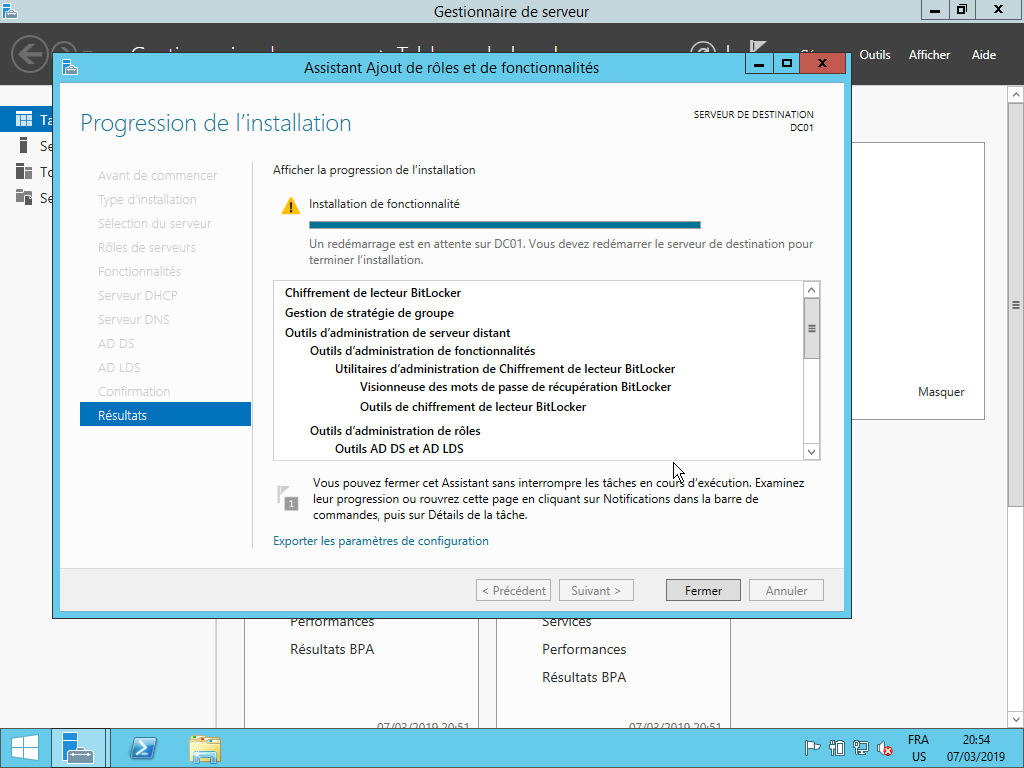 Gestionnaire de serveur
Outils
Afficher
Aide
Assistant Ajout de rôles et de fonctionnalités
Progression de l’installation
SERVEUR DE DESTINATION
DC01
Avant de commencer
Type d'installation
Sélection du serveur
Rôles de serveurs
Fonctionnalités
Serveur DHCP
Serveur DNS
AD DS
AD LDS
Confirmation
Résultats
Afficher la progression de l’installation
Installation de fonctionnalité
Un redémarrage est en attente sur DC01. Vous devez redémarrer le serveur de destination pour
terminer l’installation.
Chiffrement de lecteur BitLocker
Gestion de stratégie de groupe
Outils d’administration de serveur distant
Outils d’administration de fonctionnalités
Utilitaires d’administration de Chiffrement de lecteur BitLocker
Visionneuse des mots de passe de récupération BitLocker
Outils de chiffrement de lecteur BitLocker
Outils d’administration de rôles
Outils AD DS et AD LDS
1
Vous pouvez fermer cet Assistant sans interrompre les tâches en cours d’exécution. Examinez
leur progression ou rouvrez cette page en cliquant sur Notifications dans la barre de
commandes, puis sur Détails de la tâche.
Exporter les paramètres de configuration
< Précédent
Suivant >
Fermer
Annuler
Masquer
Performances
Résultats BPA
07/03/2019 20:51
Services
Performances
Résultats BPA
07/03/2019 20:51
FRA
US
20:54
07/03/2019